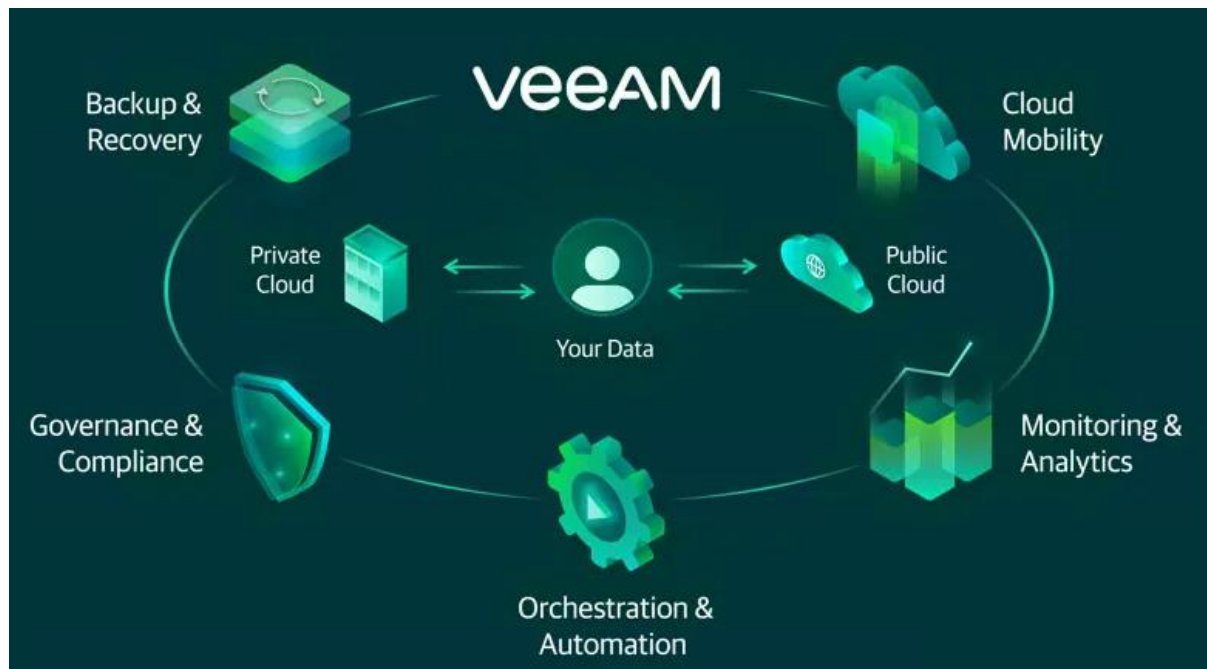 veeAM
Backup &
Recovery
Cloud
Mobility
Private
Cloud
Your Data
Public
Cloud
Governance &
Compliance
Monitoring &
Analytics
Orchestration &
Automation